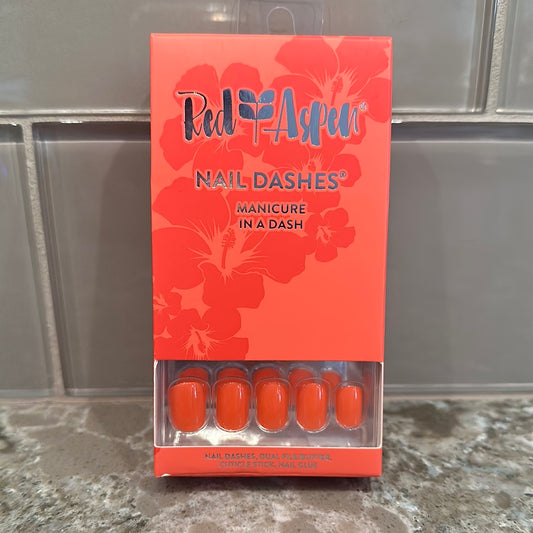 Red Aspen®
NAIL DASHES®
MANICURE
IN A DASH
NAIL DASHES, DUAL FILE/BUFFER,
CUTICLE STICK, NAIL GLUE